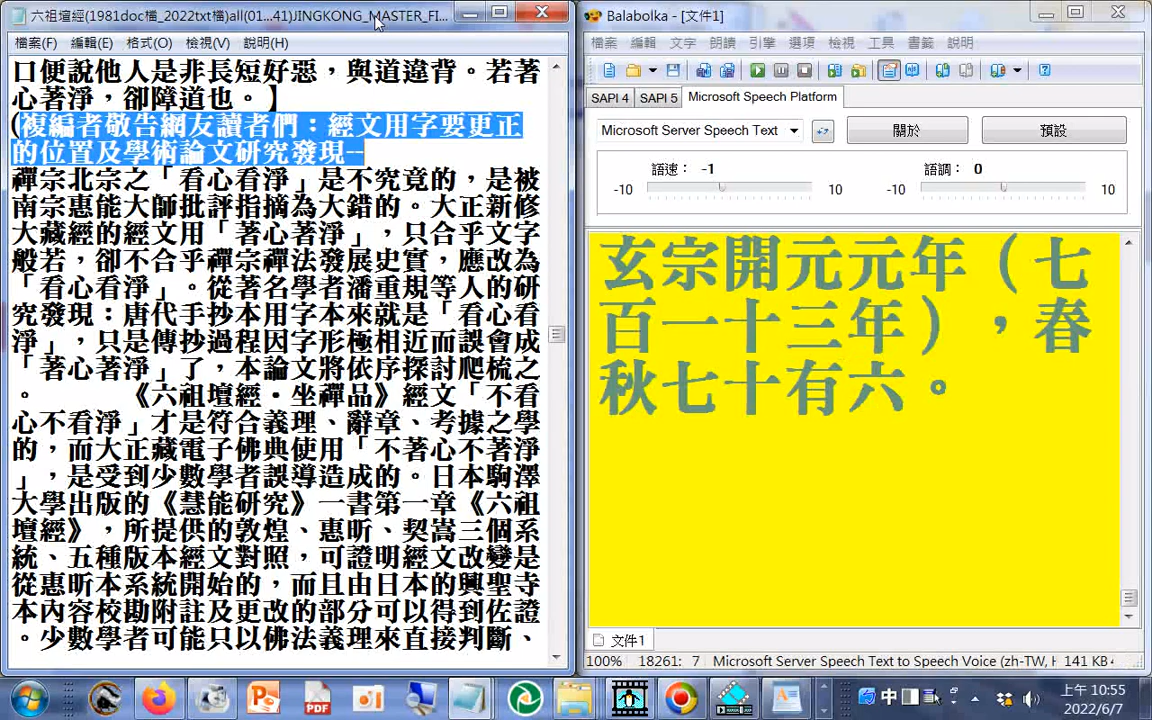 六祖壇經(1981doc檔_2022txt檔)all(01...41)JINGKONG_MASTER_FI...
檔案(F) 編輯(E) 格式(O) 檢視(V) 說明(H)
口便說他人是非長短好惡，與道違背。若著
心著淨，卻障道也。】
(複編者敬告網友讀者們：經文用字要更正
的位置及學術論文研究發現--
禪宗北宗之「看心看淨」是不究竟的，是被
南宗惠能大師批評指摘為大錯的。大正新修
大藏經的經文用「著心著淨」，只合乎文字
般若，卻不合乎禪宗禪法發展史實，應改為
「看心看淨」。從著名學者潘重規等人的研
究發現：唐代手抄本用字本來就是「看心看
淨」，只是傳抄過程因字形極相近而誤會成
「著心著淨」了，本論文將依序探討爬梳之
。 《六祖壇經・坐禪品》經文「不看
心不看淨」才是符合義理、辭章、考據之學
的，而大正藏電子佛典使用「不著心不著淨
」，是受到少數學者誤導造成的。日本駒澤
大學出版的《慧能研究》一書第一章《六祖
壇經》，所提供的敦煌、惠昕、契嵩三個系
統、五種版本經文對照，可證明經文改變是
從惠昕本系統開始的，而且由日本的興聖寺
本內容校勘附註及更改的部分可以得到佐證
。少數學者可能只以佛法義理來直接判斷、
Balabolka - [文件1]
檔案 編輯 文字 朗讀 引擎 選項 檢視 工具 書籤 說明
SAPI 4 SAPI 5 Microsoft Speech Platform
Microsoft Server Speech Text 關於 預設
語速： -1 語調： 0
-10 10 -10 10
玄宗開元元年（七
百一十三年），春
秋七十有六。
文件1
100% 18261: 7 Microsoft Server Speech Text to Speech Voice (zh-TW, H 141 KB
中
上午 10:55
2022/6/7